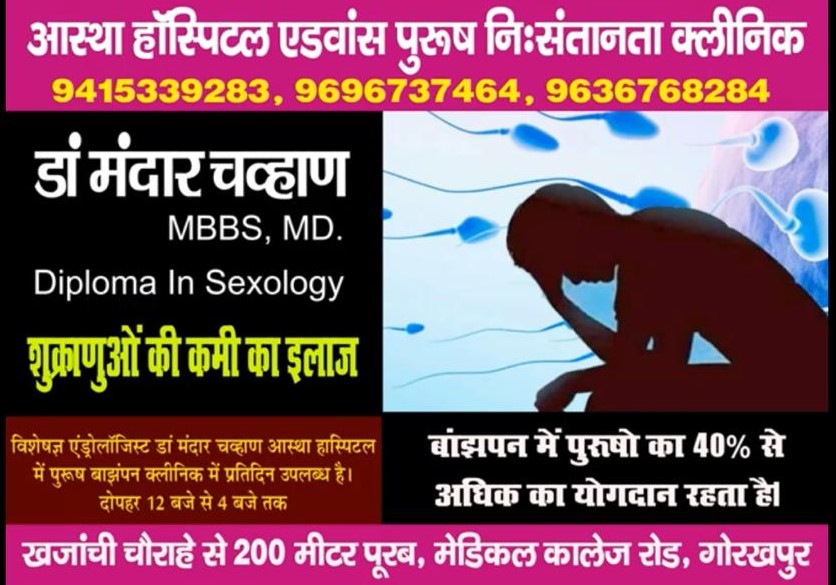 आस्था हॉस्पिटल एडवांस पुरूष निःसंतानता क्लीनिक
9415339283, 9696737464, 9636768284
डां मंदार चव्हाण
MBBS, MD.
Diploma In Sexology
शुक्राणुओं की कमी का इलाज
विशेषज्ञ एंड्रोलॉजिस्ट डां मंदार चव्हाण आस्था हास्पिटल
में पुरूष बाझंपन क्लीनिक में प्रतिदिन उपलब्ध है।
दोपहर 12 बजे से 4 बजे तक
बांझपन में पुरूषो का 40% से
अधिक का योगदान रहता है।
खजांची चौराहे से 200 मीटर पूरब, मेडिकल कालेज रोड, गोरखपुर